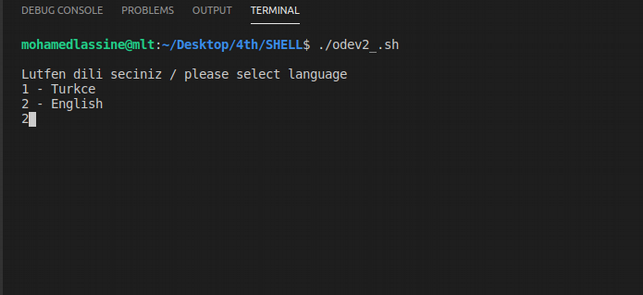 DEBUG CONSOLE PROBLEMS OUTPUT TERMINAL
mohamedlassine@mlt:~/Desktop/4th/SHELL$ ./odev2_.sh
Lutfen dili seciniz / please select language
1 - Turkce
2 - English
2